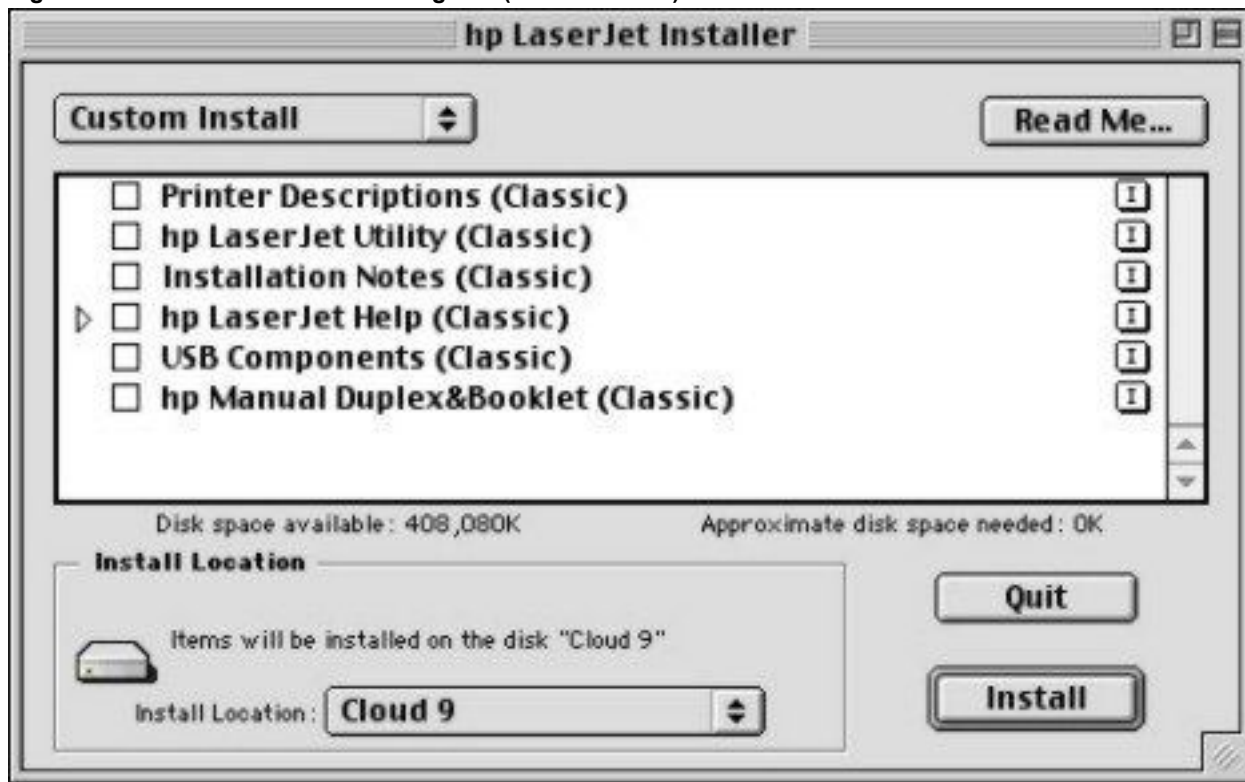 hp LaserJet Installer
Custom Install
Read Me...
Printer Descriptions (Classic)
hp LaserJet Utility (Classic)
Installation Notes (Classic)
hp LaserJet Help (Classic)
USB Components (Classic)
hp Manual Duplex&Booklet (Classic)
Disk space available: 408,080K
Approximate disk space needed: 0K
Install Location
Items will be installed on the disk "Cloud 9"
Install Location: Cloud 9
Quit
Install